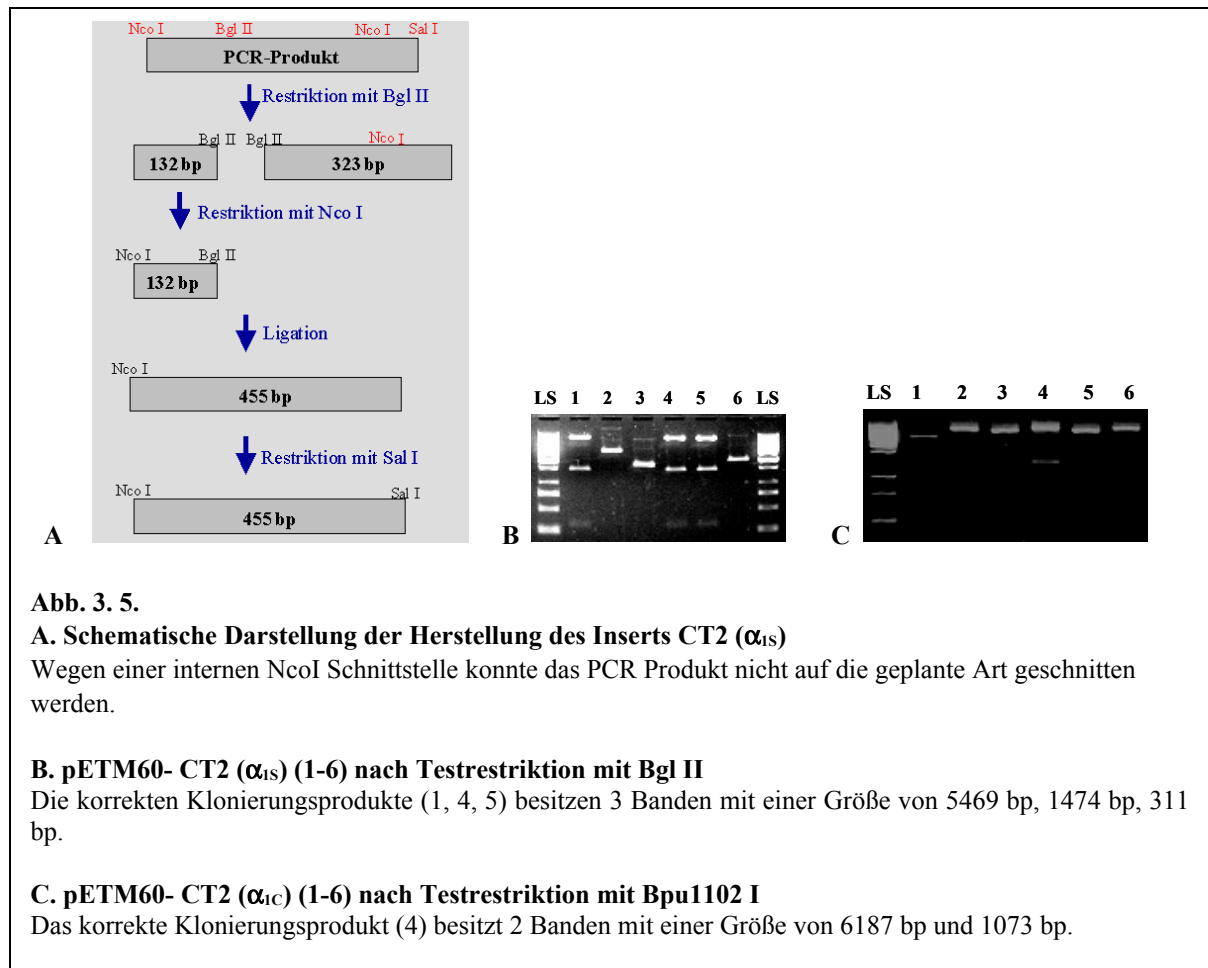 Nco I Bgl II Nco I Sal I
PCR-Produkt
Restriktion mit Bgl II
Bgl II Bgl II Nco I
132 bp 323 bp
Restriktion mit Nco I
Nco I Bgl II
132 bp
Ligation
Nco I
455 bp
Restriktion mit Sal I
Nco I Sal I
455 bp
A
LS 1 2 3 4 5 6 LS
B
LS 1 2 3 4 5 6
C
Abb. 3. 5.
A. Schematische Darstellung der Herstellung des Inserts CT2 (α1S)
Wegen einer internen NcoI Schnittstelle konnte das PCR Produkt nicht auf die geplante Art geschnitten
werden.
B. pETM60- CT2 (α1S) (1-6) nach Testrestriktion mit Bgl II
Die korrekten Klonierungsprodukte (1, 4, 5) besitzen 3 Banden mit einer Größe von 5469 bp, 1474 bp, 311
bp.
C. pETM60- CT2 (α1C) (1-6) nach Testrestriktion mit Bpu1102 I
Das korrekte Klonierungsprodukt (4) besitzt 2 Banden mit einer Größe von 6187 bp und 1073 bp.